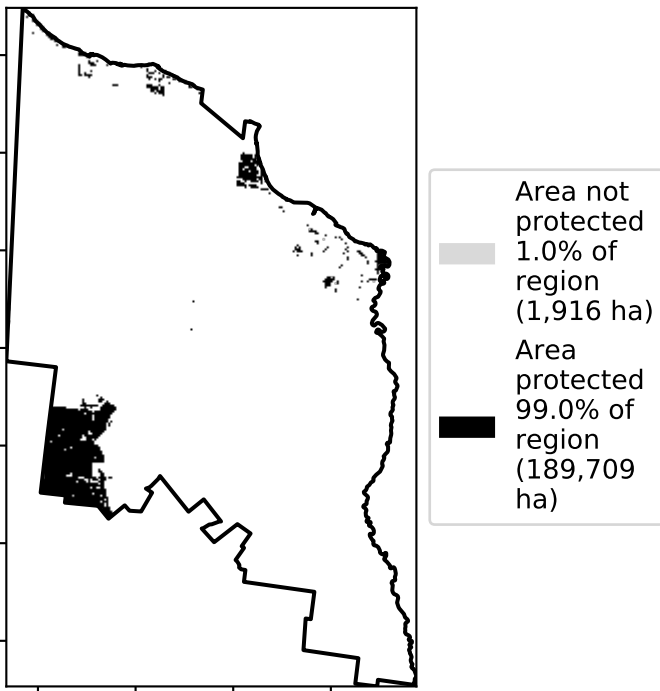 Area not
protected
1.0% of
region
(1,916 ha)
Area
protected
99.0% of
region
(189,709
ha)